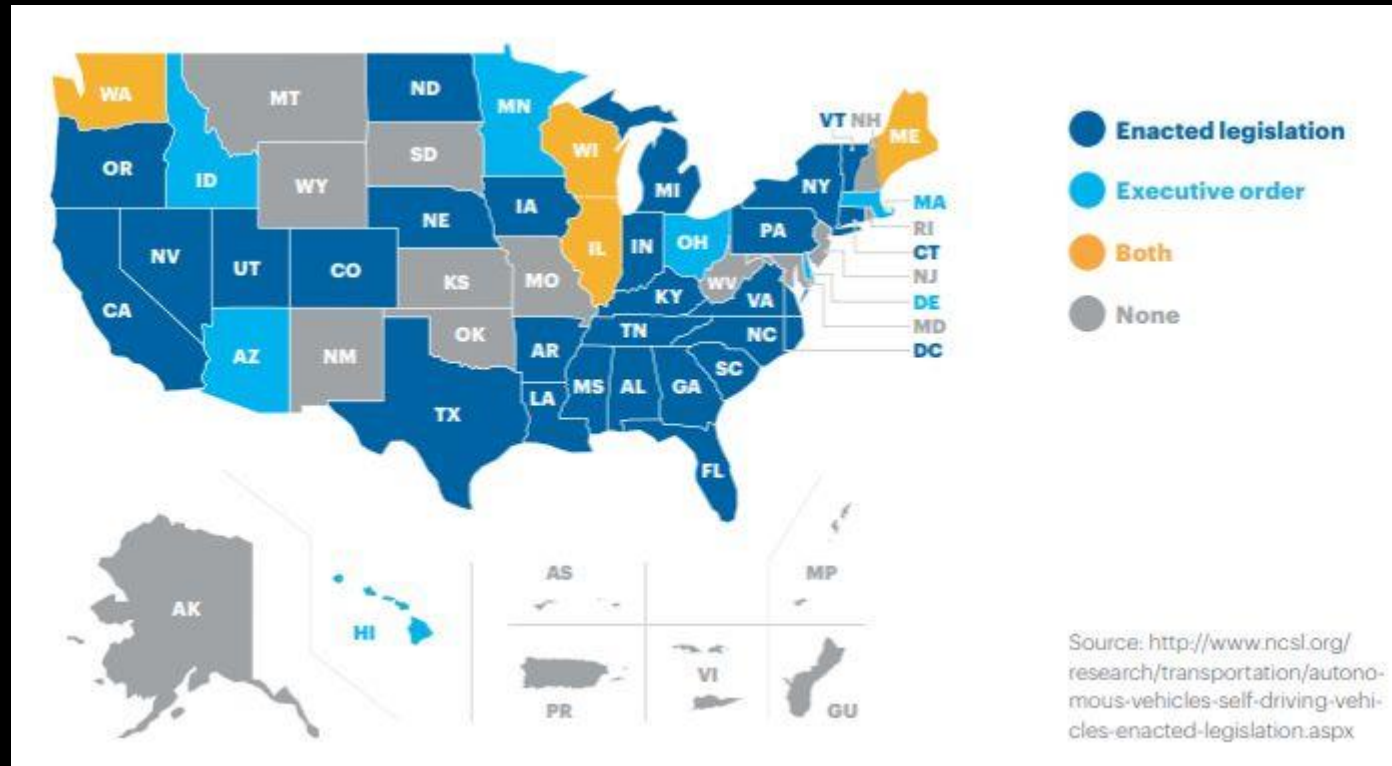 WA
MT
ND
MN
VT NH
ME
OR
ID
SD
WI
MI
NY
WY
MA
RI
CT
NJ
DE
MD
DC
NE
IA
PA
NV
UT
CO
IL
IN
OH
WV
VA
CA
KS
MO
KY
AZ
NM
OK
AR
TN
NC
SC
TX
LA
MS
AL
GA
FL
AK
HI
AS
MP
PR
VI
GU
Enacted legislation
Executive order
Both
None
Source: http://www.ncsl.org/
research/transportation/autono-
mous-vehicles-self-driving-vehi-
cles-enacted-legislation.aspx